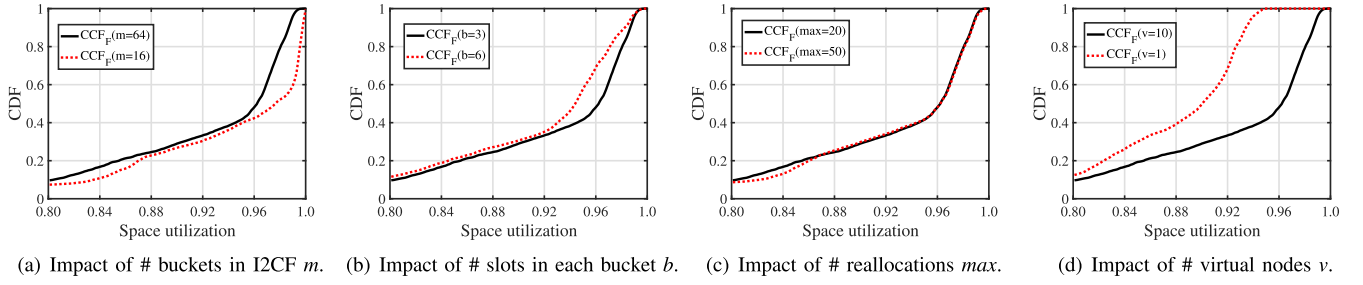 CDF
1
0.8
0.6
0.4
0.2
0
0.80 0.84 0.88 0.92 0.96 1.0
Space utilization
CCF_F(m=64)
CCF_F(m=16)
(a) Impact of # buckets in I2CF m.
CDF
1
0.8
0.6
0.4
0.2
0
0.80 0.84 0.88 0.92 0.96 1.0
Space utilization
CCF_F(b=3)
CCF_F(b=6)
(b) Impact of # slots in each bucket b.
CDF
1
0.8
0.6
0.4
0.2
0
0.80 0.84 0.88 0.92 0.96 1.0
Space utilization
CCF_F(max=20)
CCF_F(max=50)
(c) Impact of # reallocations max.
CDF
1
0.8
0.6
0.4
0.2
0
0.80 0.84 0.88 0.92 0.96 1.0
Space utilization
CCF_F(v=10)
CCF_F(v=1)
(d) Impact of # virtual nodes v.